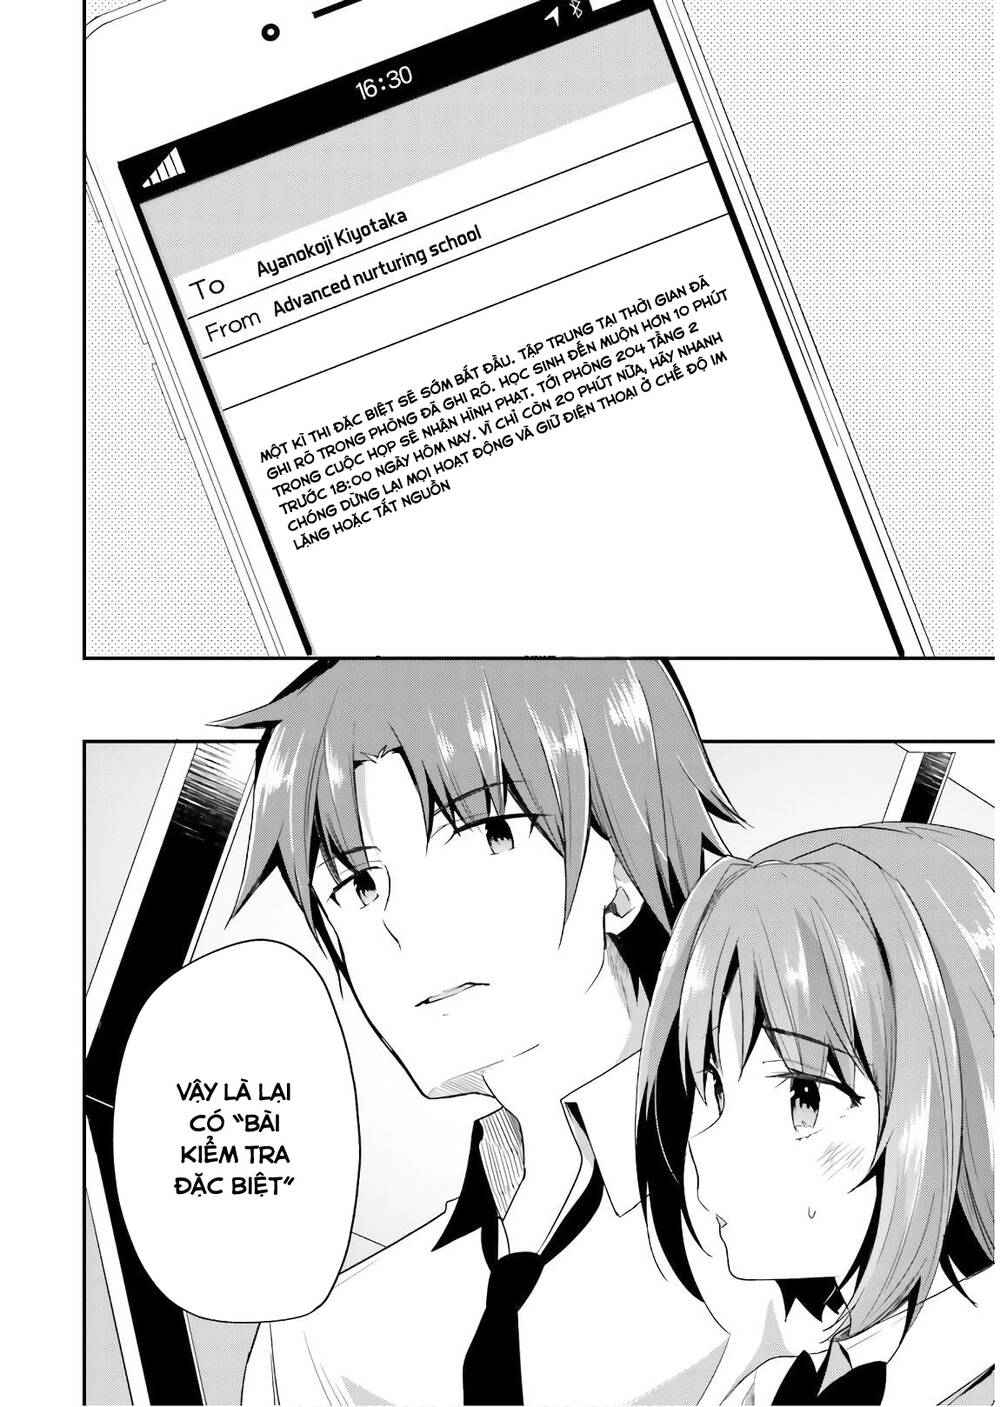 16:30
To Ayanokoji Kiyotaka
From Advanced nurturing school
MỘT KÌ THI ĐẶC BIỆT SẼ SỚM BẮT ĐẦU. TẬP TRUNG TẠI THỜI GIAN ĐÃ
GHI RÕ TRONG PHÒNG ĐÃ GHI RÕ. HỌC SINH ĐẾN MUỘN HƠN 10 PHÚT
TRONG CUỘC HỌP SẼ NHẬN HÌNH PHẠT. TỚI PHÒNG 204 TẦNG 2
TRƯỚC 18:00 NGÀY HÔM NAY. VÌ CHỈ CÒN 20 PHÚT NỮA, HÃY NHANH
CHÓNG DỪNG LẠI MỌI HOẠT ĐỘNG VÀ GIỮ ĐIỆN THOẠI Ở CHẾ ĐỘ IM
LẶNG HOẶC TẮT NGUỒN
VẬY LÀ LẠI
CÓ "BÀI
KIỂM TRA
ĐẶC BIỆT"